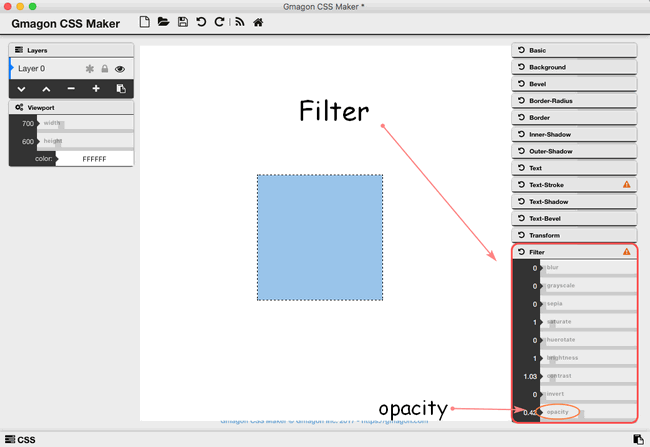 Gmagon CSS Maker *
Gmagon CSS Maker
Layers
Layer 0
Viewport
700 width
600 height
color: FFFFFF
Filter
opacity
Gmagon CSS Maker © Gmagon Inc, 2017 - https://gmagon.com
Basic
Background
Bevel
Border-Radius
Border
Inner-Shadow
Outer-Shadow
Text
Text-Stroke
Text-Shadow
Text-Bevel
Transform
Filter
0 blur
0 grayscale
0 sepia
1 saturate
0 huerotate
1 brightness
1.03 contrast
0 invert
0.42 opacity
CSS